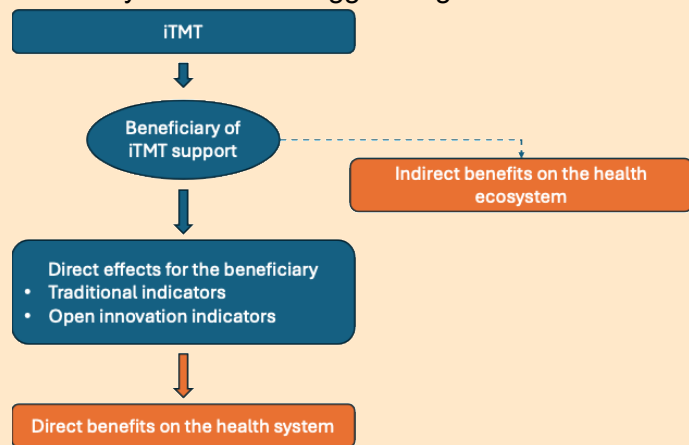 iTMT
Beneficiary of
iTMT support
Indirect benefits on the health
ecosystem
Direct effects for the beneficiary
• Traditional indicators
• Open innovation indicators
Direct benefits on the health system